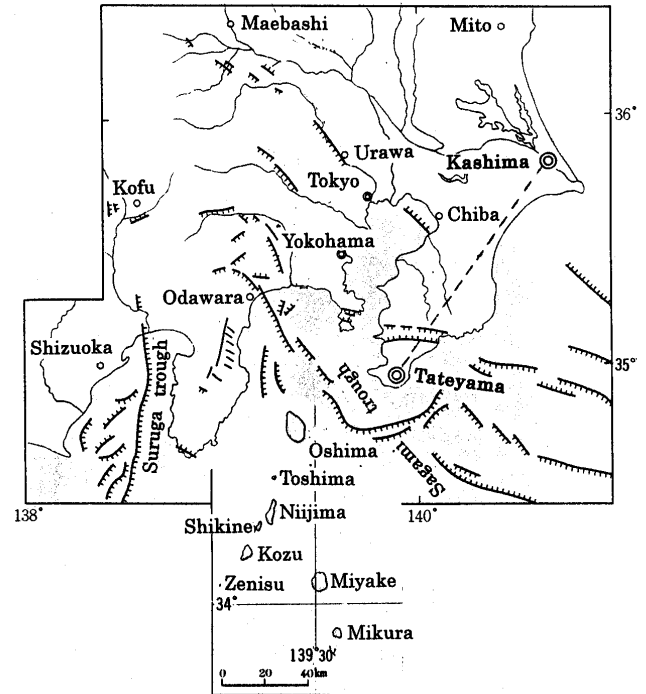 Maebashi
Mito
36°
Urawa
Kashima
Tokyo
Kofu
Chiba
Yokohama
Odawara
Shizuoka
35°
Suruga trough
Tateyama
Sagami trough
Oshima
Toshima
138°
140°
Niijima
Shikine
Kozu
Zenisu
Miyake
34°
Mikura
139°30'
0 20 40km